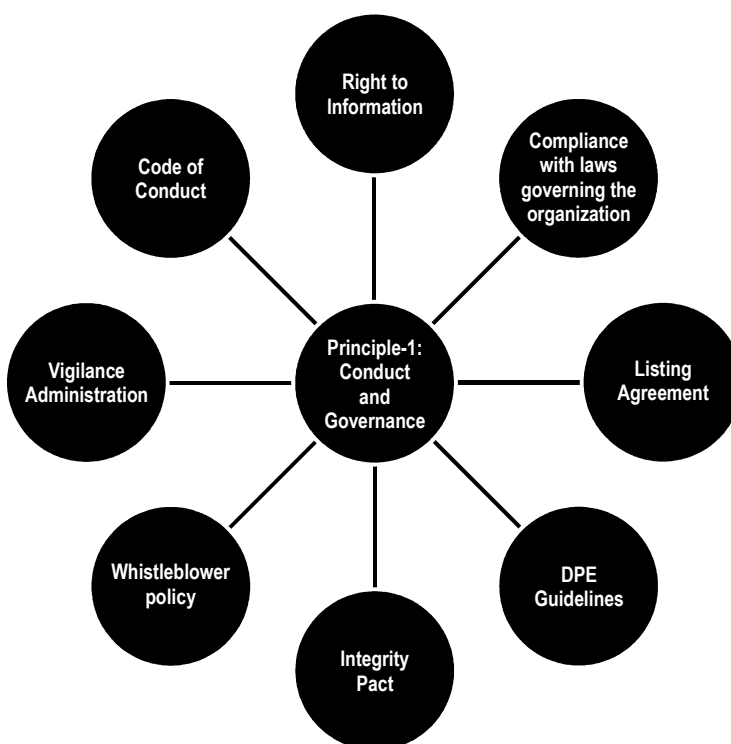 Right to
Information
Compliance
with laws
governing the
organization
Code of
Conduct
Principle-1:
Conduct
and
Governance
Vigilance
Administration
Listing
Agreement
Whistleblower
policy
DPE
Guidelines
Integrity
Pact